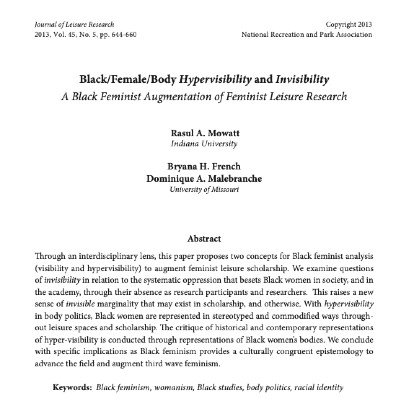 Journal of Leisure Research
Copyright 2013
2013, Vol. 45, No. 5, pp. 644-660
National Recreation and Park Association
Black/Female/Body Hypervisibility and Invisibility
A Black Feminist Augmentation of Feminist Leisure Research
Rasul A. Mowatt
Indiana University
Bryana H. French
Dominique A. Malebranche
University of Missouri
Abstract
Through an interdisciplinary lens, this paper proposes two concepts for Black feminist analysis
(visibility and hypervisibility) to augment feminist leisure scholarship. We examine questions
of invisibility in relation to the systematic oppression that besets Black women in society, and in
the academy, through their absence as research participants and researchers. This raises a new
sense of invisible marginality that may exist in scholarship, and otherwise. With hypervisibility
in body politics, Black women are represented in stereotyped and commodified ways through-
out leisure spaces and scholarship. The critique of historical and contemporary representations
of hyper-visibility is conducted through representations of Black women's bodies. We conclude
with specific implications as Black feminism provides a culturally congruent epistemology to
advance the field and augment third wave feminism.
Keywords: Black feminism, womanism, Black studies, body politics, racial identity